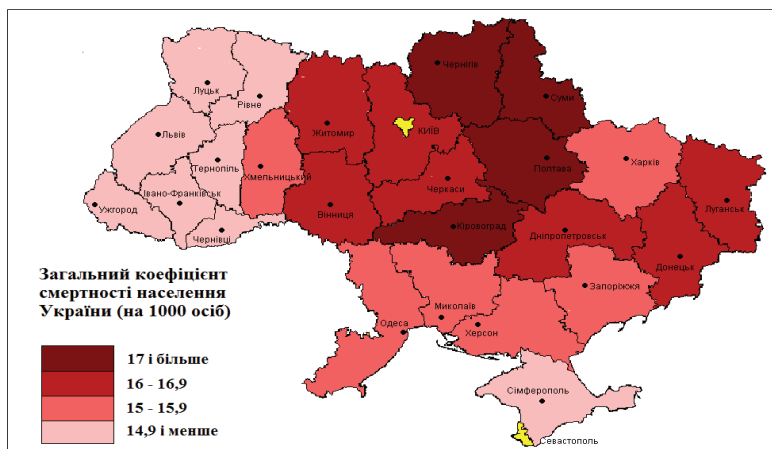 Чернігів
Луцьк
Суми
Рівне
Житомир
КИЇВ
Львів
Тернопіль
Хмельницький
Полтава
Харків
Івано-Франківськ
Черкаси
Ужгород
Вінниця
Луганськ
Чернівці
Кіровоград
Дніпропетровськ
Донецьк
Загальний коефіцієнт
смертності населення
України (на 1000 осіб)
Запоріжжя
Миколаїв
Одеса
Херсон
17 і більше
16 - 16,9
15 - 15,9
14,9 і менше
Сімферополь
Севастополь